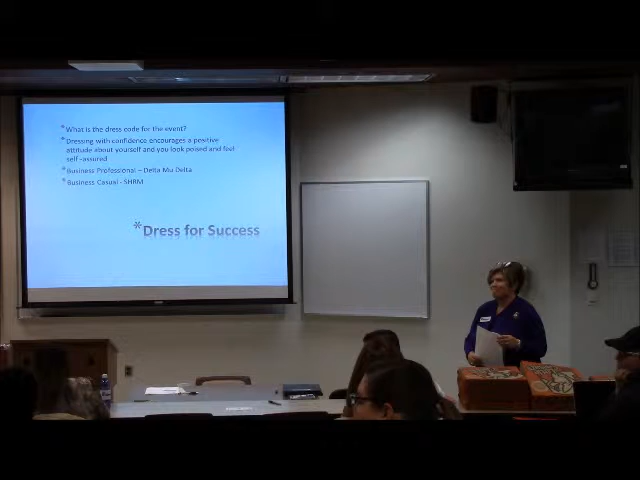 * What is the dress code for the event?
* Dressing with confidence encourages a positive
attitude about yourself and you look poised and feel
self -assured
* Business Professional – Delta Mu Delta
* Business Casual - SHRM
*Dress for Success